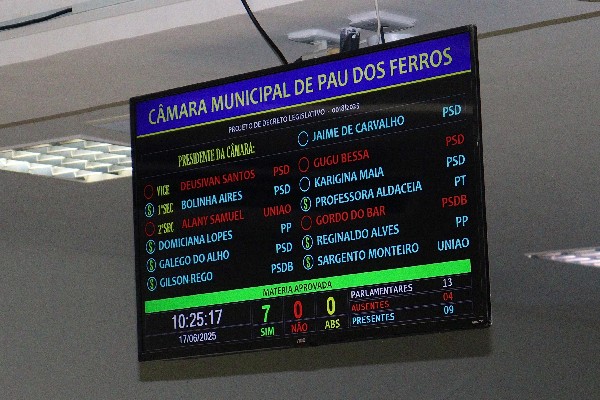 CÂMARA MUNICIPAL DE PAU DOS FERROS
PROJETO DE DECRETO LEGISLATIVO - 0018/2025
PRESIDENTE DA CÂMARA: JAIME DE CARVALHO PSD
VICE DEUSIVAN SANTOS PSD
1ºSEC BOLINHA AIRES PSD
2ºSEC ALANY SAMUEL UNIAO
DOMICIANA LOPES PP
GALEGO DO ALHO PSD
GILSON REGO PSDB
GUGU BESSA PSD
KARIGINA MAIA PSD
PROFESSORA ALDACEIA PT
GORDO DO BAR PSDB
REGINALDO ALVES PP
SARGENTO MONTEIRO UNIAO
MATÉRIA APROVADA
10:25:17
17/06/2025
7 0 0
SIM NÃO ABS
PARLAMENTARES 13
AUSENTES 04
PRESENTES 09